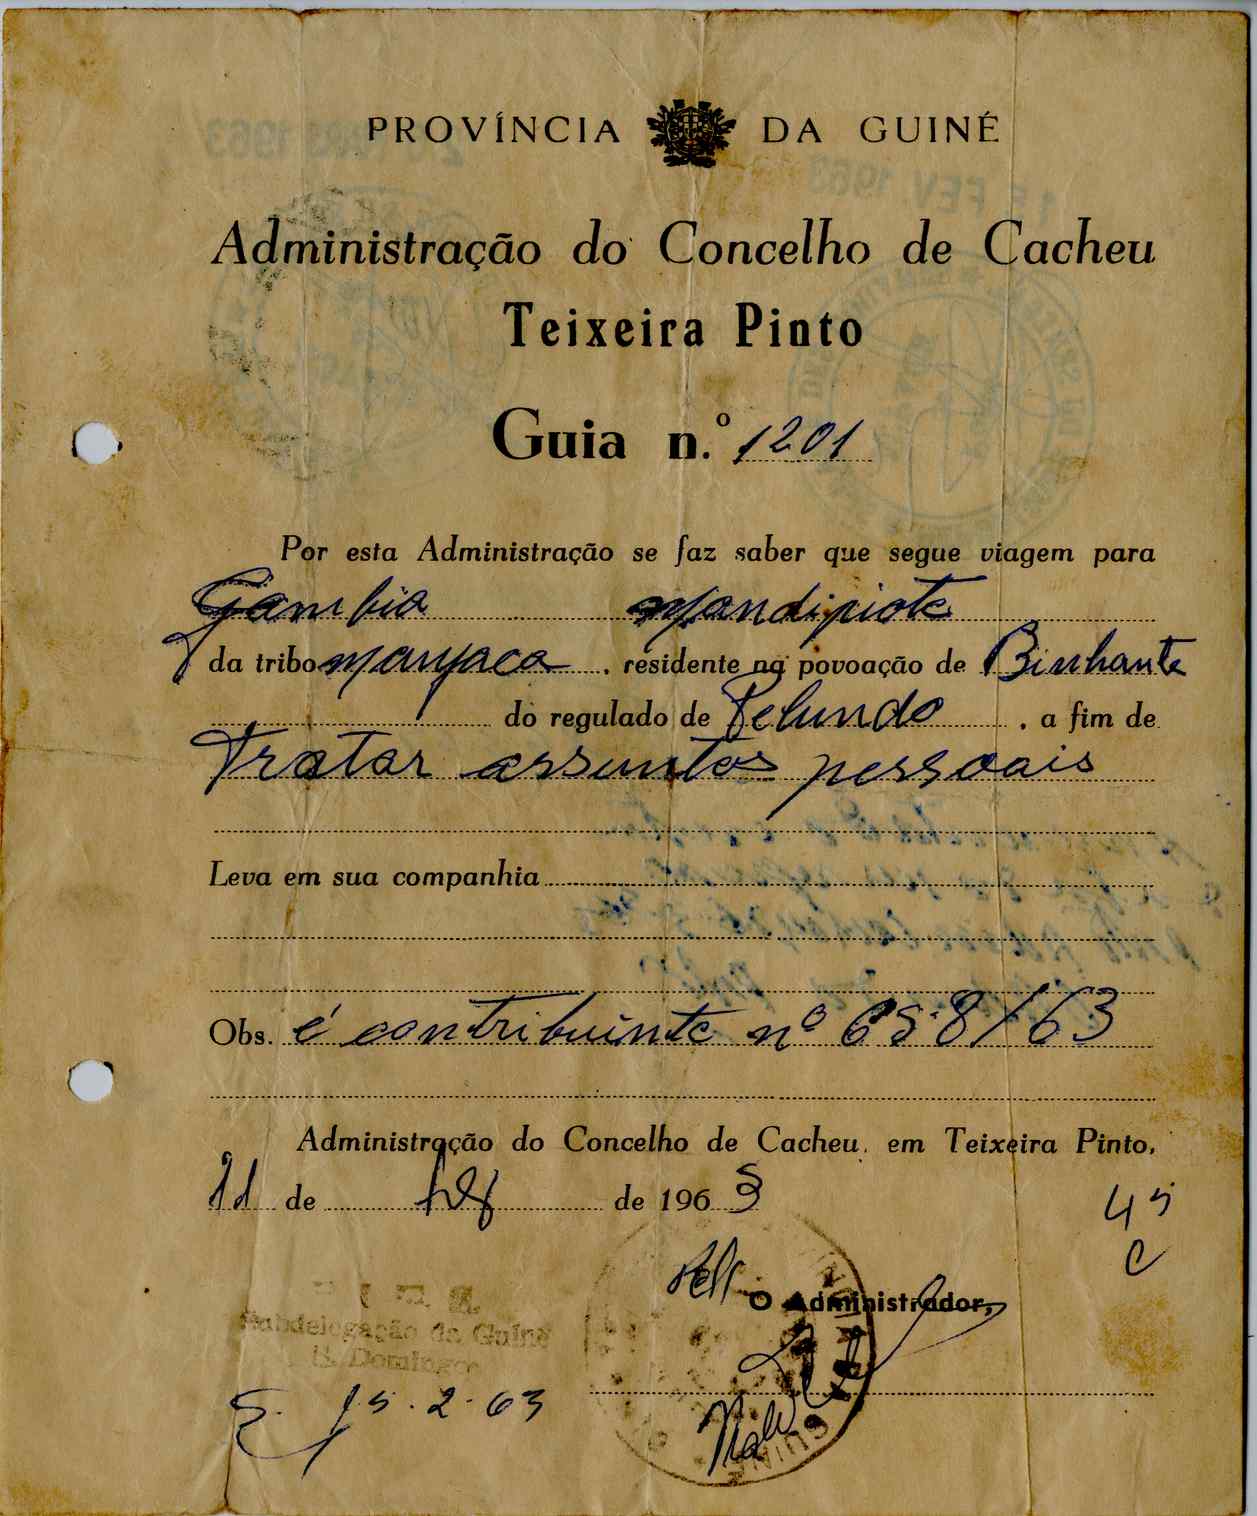 PROVÍNCIA DA GUINÉ
Administração do Concelho de Cacheu
Teixeira Pinto
Guia n.º 1201
Por esta Administração se faz saber que segue viagem para
Gambia Mandipiote
da tribo manjaca, residente na povoação de Binhante
do regulado de Pelundo, a fim de
Tratar assuntos pessoais
Leva em sua companhia
Obs. é contribuinte nº 658/63
Administração do Concelho de Cacheu, em Teixeira Pinto,
11 de Fev de 1963
O Administrador,
Subdelegação da Guiné
S. Domingos
15.2.63